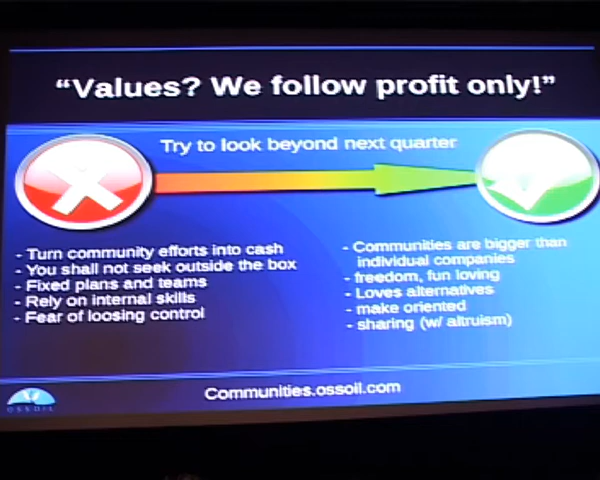 “Values? We follow profit only!”
Try to look beyond next quarter
- Turn community efforts into cash
- You shall not seek outside the box
- Fixed plans and teams
- Rely on internal skills
- Fear of loosing control
- Communities are bigger than
individual companies
- freedom, fun loving
- Loves alternatives
- make oriented
- sharing (w/ altruism)
Communities.ossoil.com
OSSOIL